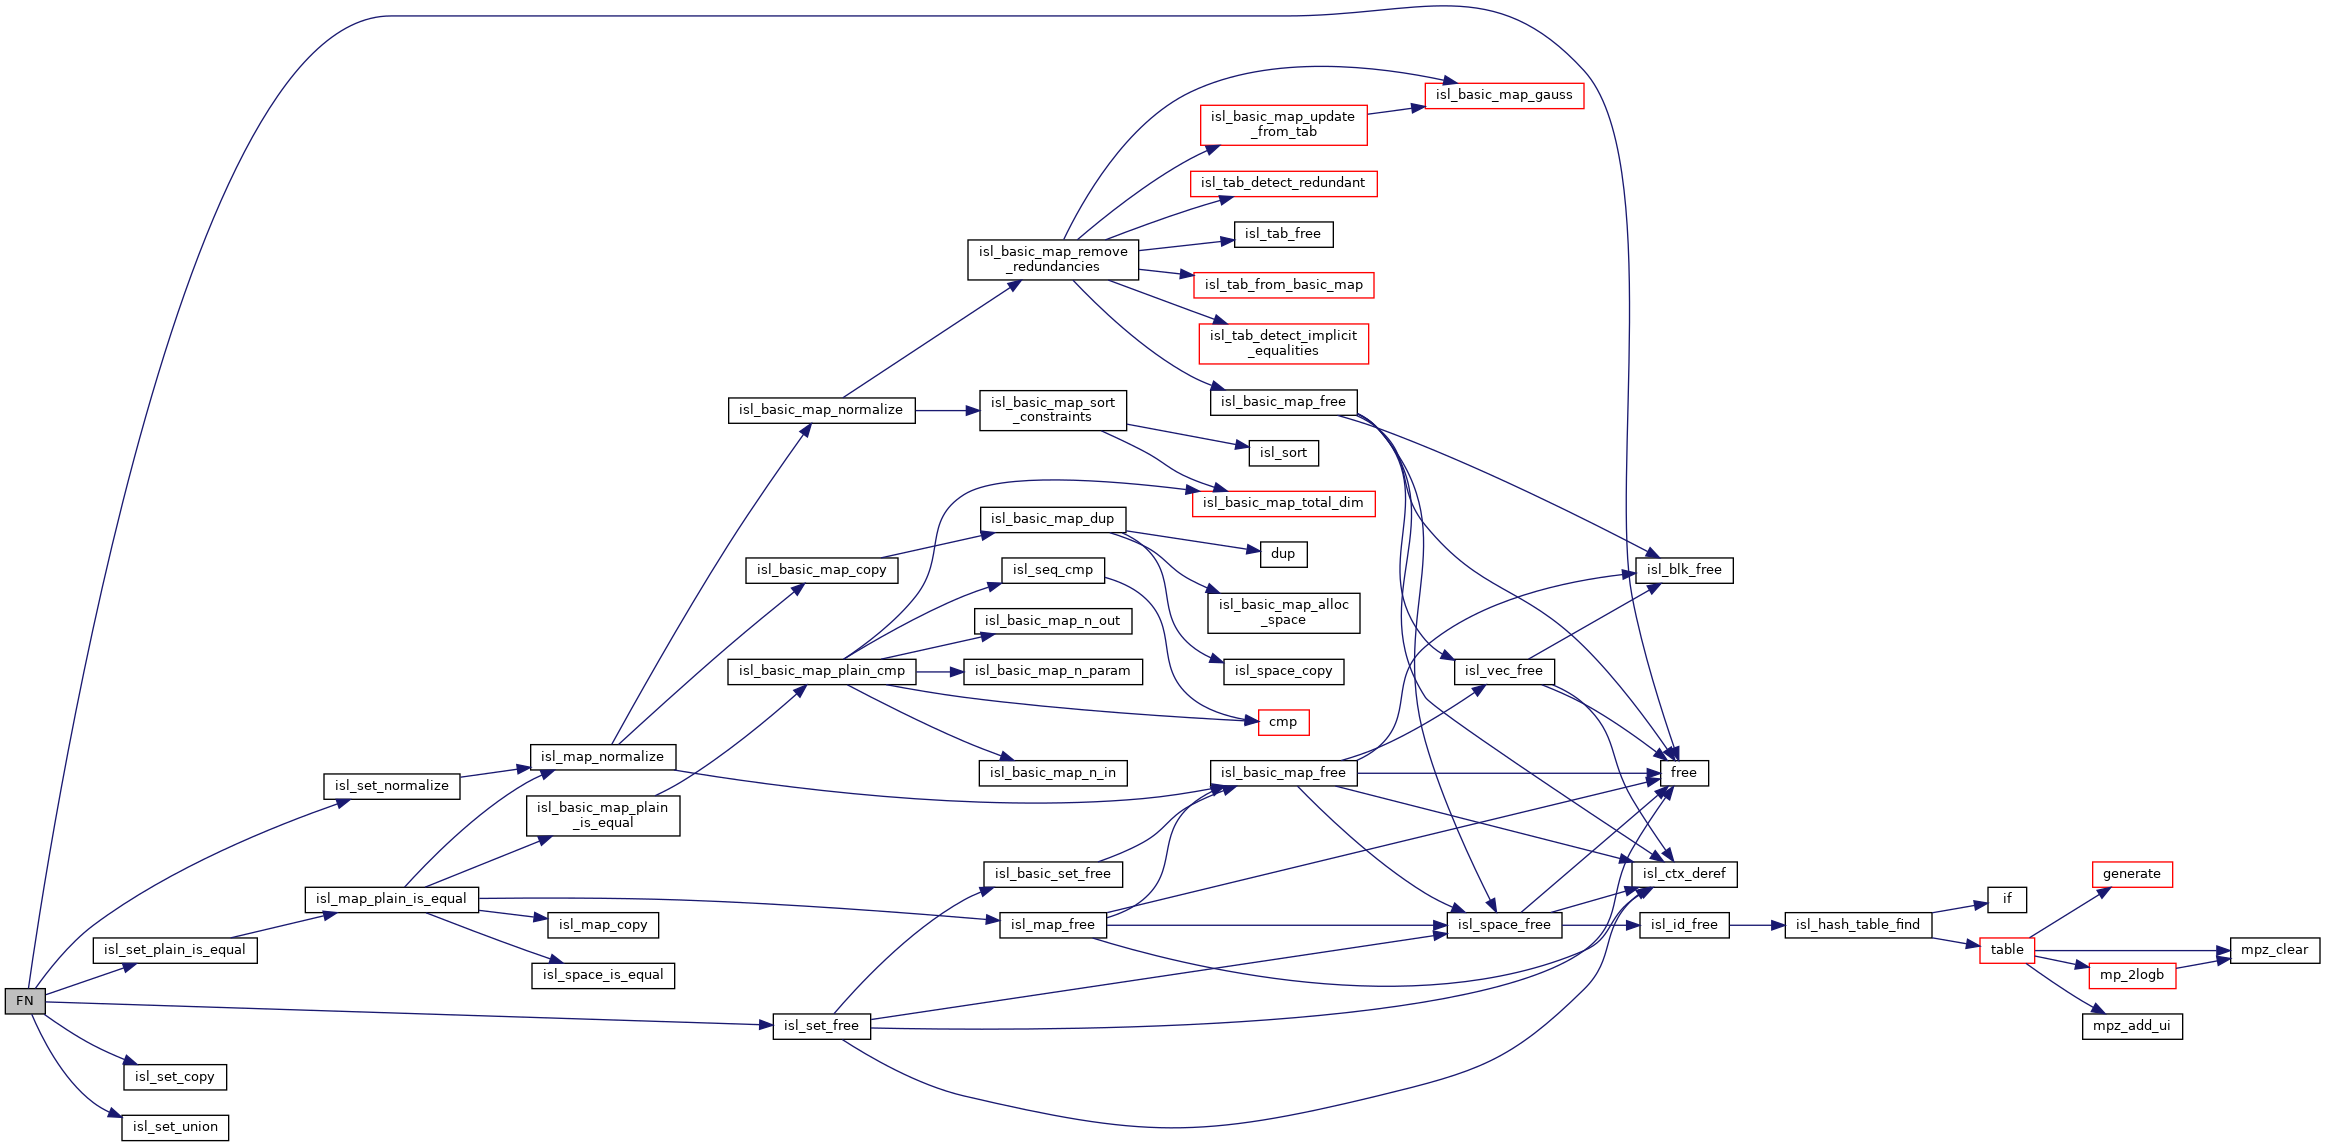 FN
isl_set_normalize
isl_set_plain_is_equal
isl_set_copy
isl_set_union
isl_map_plain_is_equal
isl_map_normalize
isl_basic_map_plain
_is_equal
isl_map_copy
isl_space_is_equal
isl_basic_map_normalize
isl_basic_map_copy
isl_basic_map_plain_cmp
isl_set_free
isl_basic_map_remove
_redundancies
isl_basic_map_sort
_constraints
isl_basic_map_dup
isl_seq_cmp
isl_basic_map_n_out
isl_basic_map_n_param
isl_basic_map_n_in
isl_basic_set_free
isl_map_free
isl_basic_map_update
_from_tab
isl_tab_detect_redundant
isl_tab_free
isl_tab_from_basic_map
isl_tab_detect_implicit
_equalities
isl_basic_map_free
isl_sort
isl_basic_map_total_dim
dup
isl_basic_map_alloc
_space
isl_space_copy
cmp
isl_basic_map_free
isl_basic_map_gauss
isl_vec_free
isl_space_free
isl_blk_free
free
isl_ctx_deref
isl_id_free
isl_hash_table_find
if
table
generate
mp_2logb
mpz_add_ui
mpz_clear